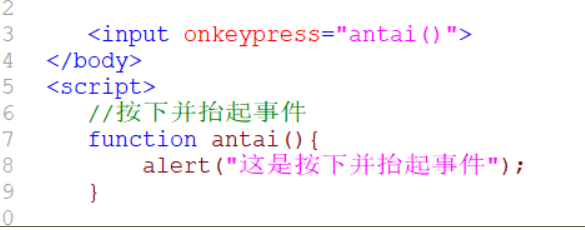 2
3 <input onkeypress="antai()">
4 </body>
5 <script>
6 //按下并抬起事件
7 function antai(){
8 alert("这是按下并抬起事件");
9 }
0